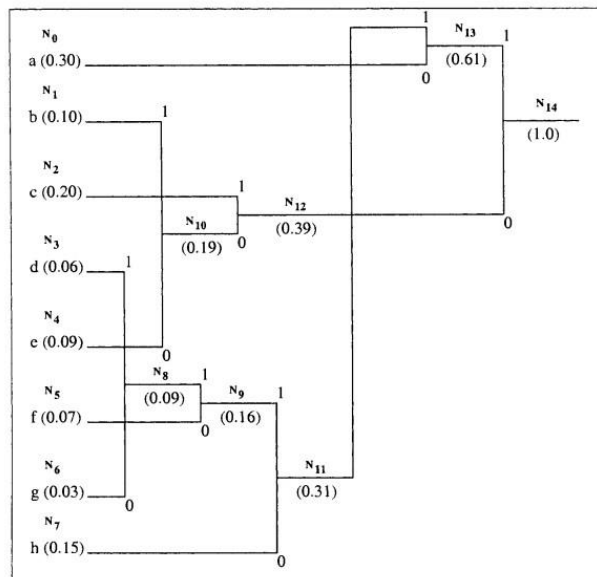 1
N0 N13 1
a (0.30) (0.61)
0
N1
1 N14
b (0.10)
(1.0)
N2
1
c (0.20) N12
N10
N3 (0.39) 0
0
(0.19)
d (0.06) 1
N4
e (0.09)
0
N8
1
N5 N9 1
(0.09)
f (0.07) (0.16)
0
N6 N11
g (0.03) (0.31)
0
N7
h (0.15)
0